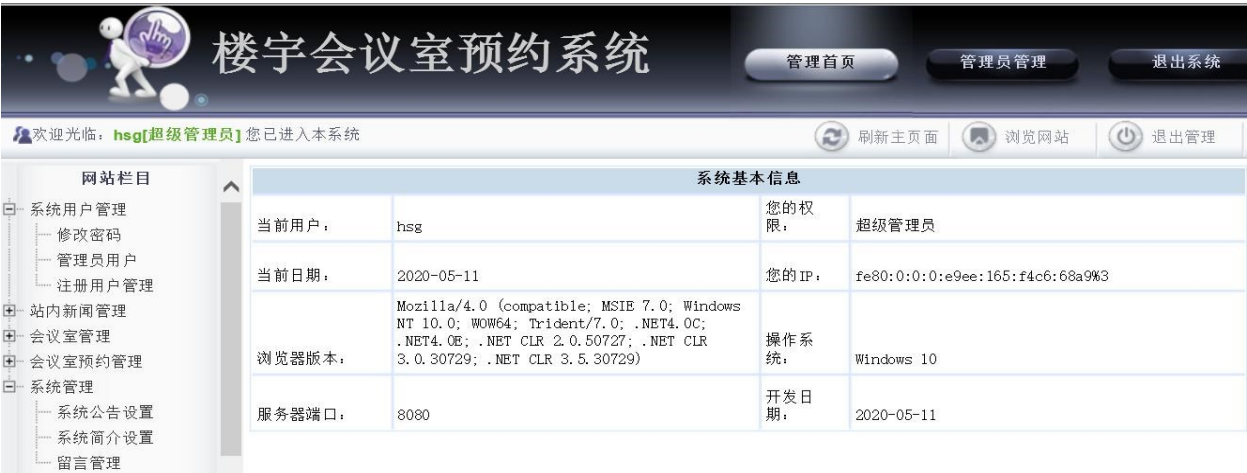 楼宇会议室预约系统
管理首页
管理员管理
退出系统
欢迎光临：hsg[超级管理员] 您已进入本系统
刷新主页面
浏览网站
退出管理
网站栏目
系统用户管理
修改密码
管理员用户
注册用户管理
站内新闻管理
会议室管理
会议室预约管理
系统管理
系统公告设置
系统简介设置
留言管理
系统基本信息
当前用户：
hsg
您的权
限：
超级管理员
当前日期：
2020-05-11
您的IP：
fe80:0:0:0:e9ee:165:f4c6:68a9%3
浏览器版本：
Mozilla/4.0 (compatible; MSIE 7.0; Windows
NT 10.0; WOW64; Trident/7.0; .NET4.0C;
.NET4.0E; .NET CLR 2.0.50727; .NET CLR
3.0.30729; .NET CLR 3.5.30729)
操作系
统：
Windows 10
服务器端口：
8080
开发日
期：
2020-05-11